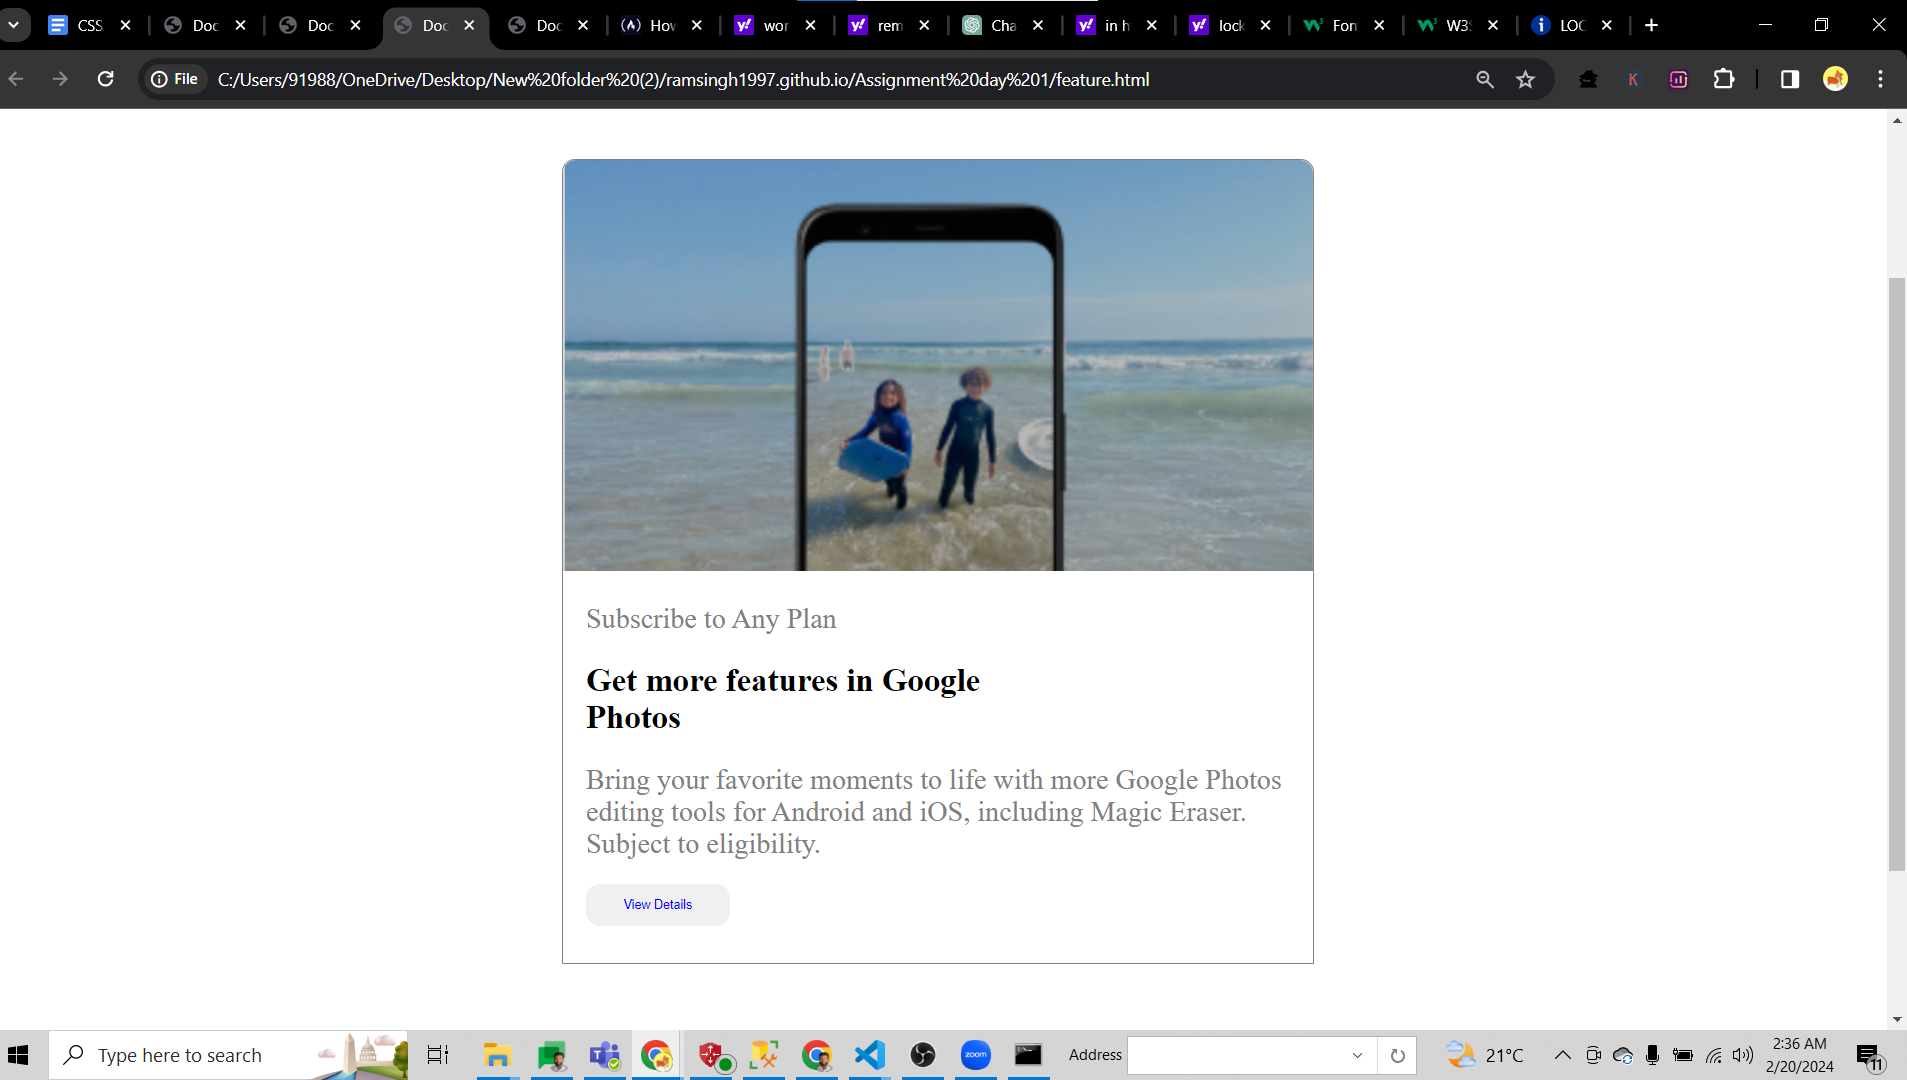 CSS
Doc
Doc
Doc
Doc
How
wor
rem
Cha
in h
lock
Fon
W3S
LOC
File
C:/Users/91988/OneDrive/Desktop/New%20folder%20(2)/ramsingh1997.github.io/Assignment%20day%201/feature.html
Subscribe to Any Plan
Get more features in Google
Photos
Bring your favorite moments to life with more Google Photos
editing tools for Android and iOS, including Magic Eraser.
Subject to eligibility.
View Details
Type here to search
zoom
Address
21°C
2:36 AM
2/20/2024
11